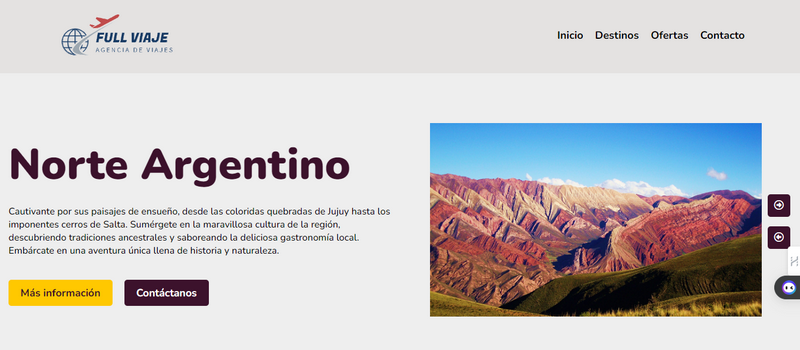 FULL VIAJE
AGENCIA DE VIAJES
Inicio Destinos Ofertas Contacto
Norte Argentino
Cautivante por sus paisajes de ensueño, desde las coloridas quebradas de Jujuy hasta los
imponentes cerros de Salta. Sumérgete en la maravillosa cultura de la región,
descubriendo tradiciones ancestrales y saboreando la deliciosa gastronomía local.
Embárcate en una aventura única llena de historia y naturaleza.
Más información Contáctanos